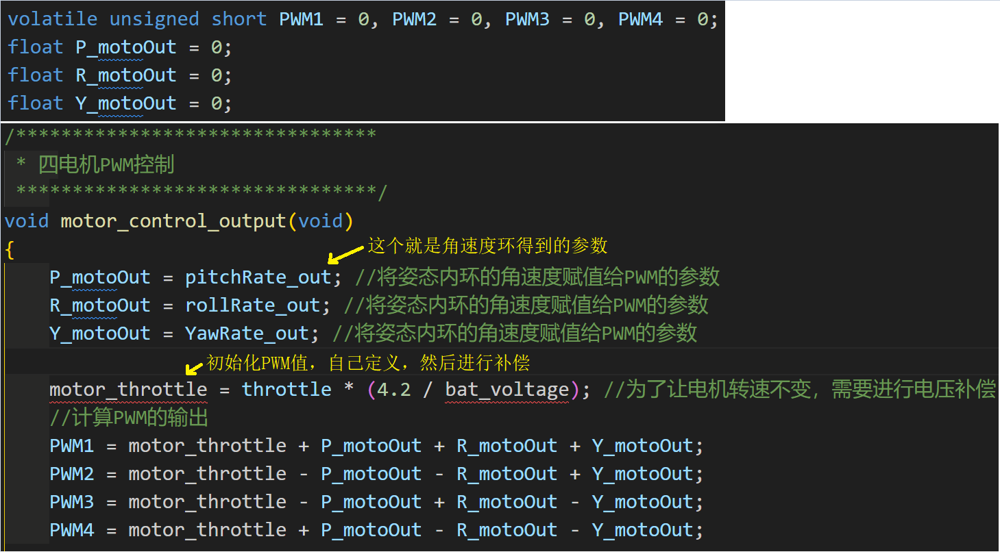 volatile unsigned short PWM1 = 0, PWM2 = 0, PWM3 = 0, PWM4 = 0;
float P_motoOut = 0;
float R_motoOut = 0;
float Y_motoOut = 0;
/********************************
 * 四电机PWM控制
 ********************************/
void motor_control_output(void)
{
这个就是角速度环得到的参数
P_motoOut = pitchRate_out; //将姿态内环的角速度赋值给PWM的参数
R_motoOut = rollRate_out; //将姿态内环的角速度赋值给PWM的参数
Y_motoOut = YawRate_out; //将姿态内环的角速度赋值给PWM的参数
初始化PWM值，自己定义，然后进行补偿
motor_throttle = throttle * (4.2 / bat_voltage); //为了让电机转速不变，需要进行电压补偿
//计算PWM的输出
PWM1 = motor_throttle + P_motoOut + R_motoOut + Y_motoOut;
PWM2 = motor_throttle - P_motoOut - R_motoOut + Y_motoOut;
PWM3 = motor_throttle - P_motoOut + R_motoOut - Y_motoOut;
PWM4 = motor_throttle + P_motoOut - R_motoOut - Y_motoOut;